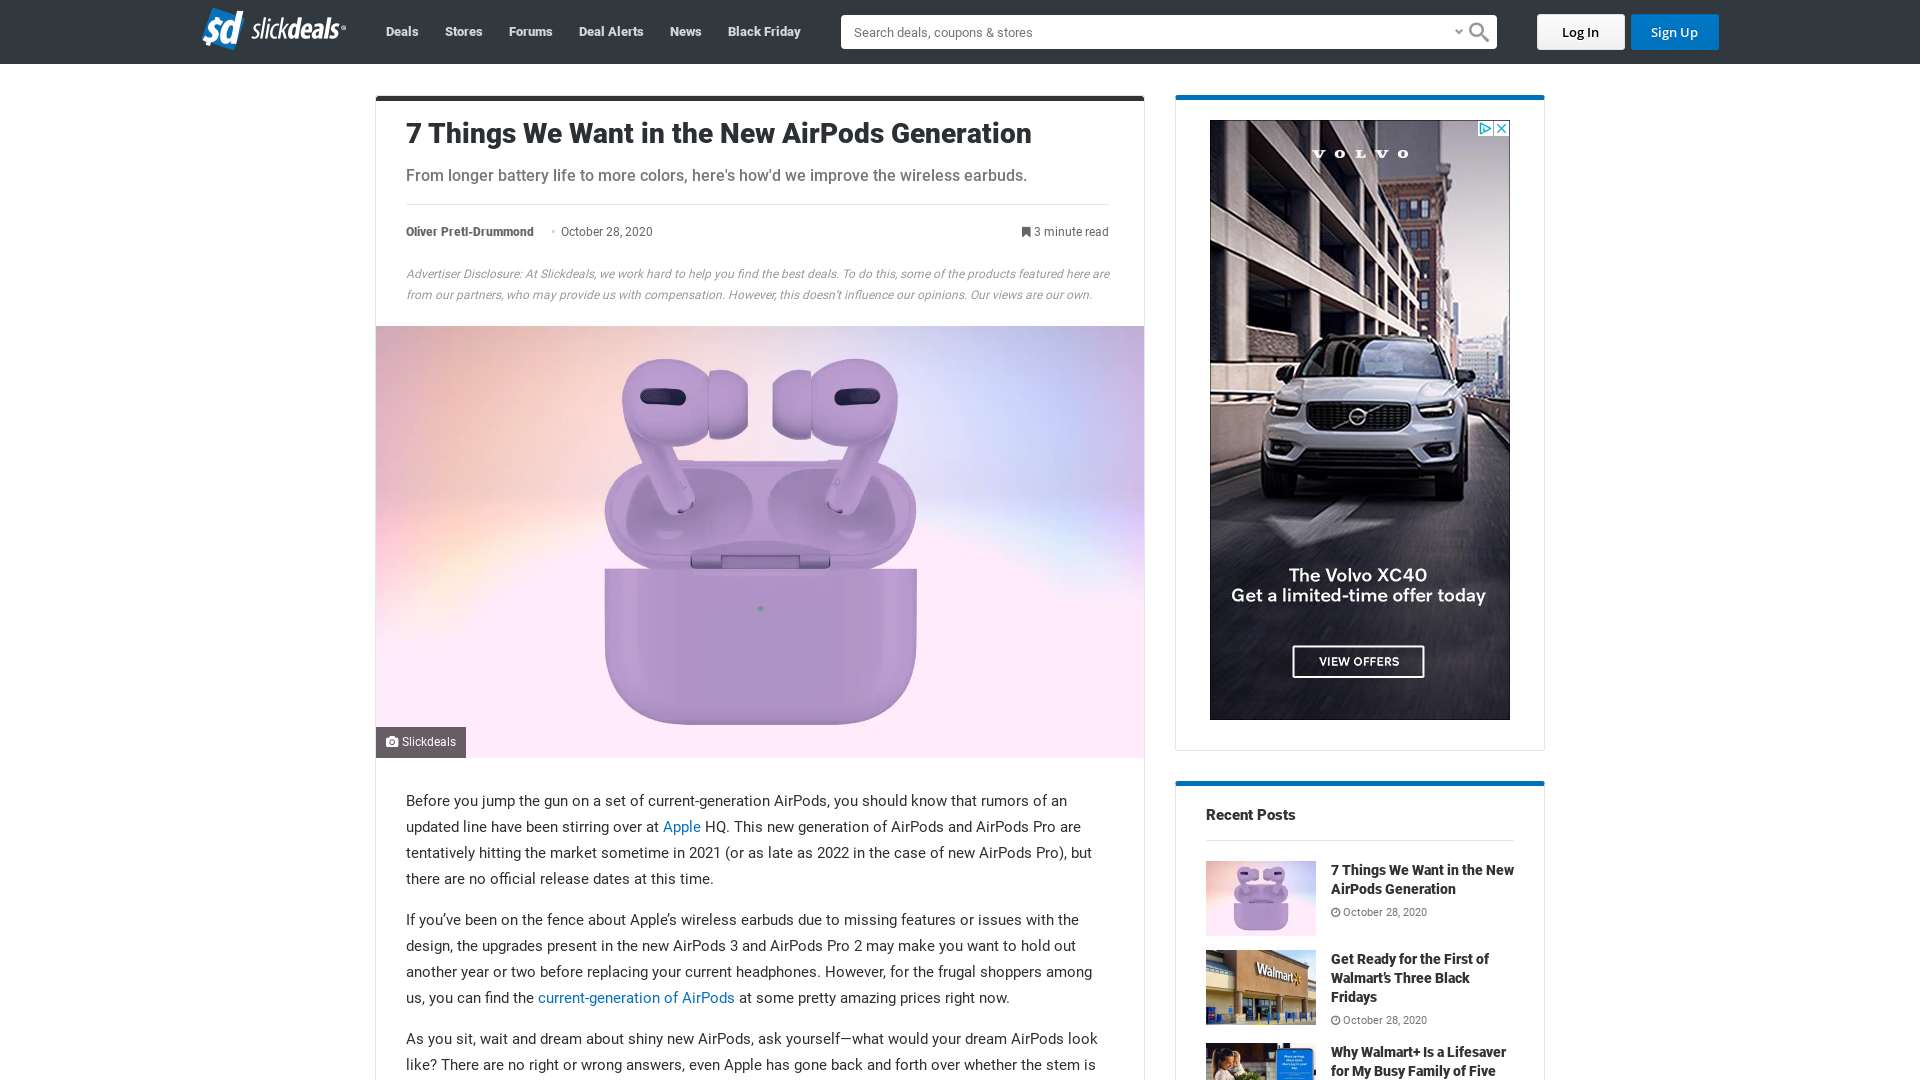 sd slickdeals®
Deals
Stores
Forums
Deal Alerts
News
Black Friday
Search deals, coupons & stores
Log In
Sign Up
7 Things We Want in the New AirPods Generation
From longer battery life to more colors, here's how'd we improve the wireless earbuds.
Oliver Pretl-Drummond • October 28, 2020
3 minute read
Advertiser Disclosure: At Slickdeals, we work hard to help you find the best deals. To do this, some of the products featured here are
from our partners, who may provide us with compensation. However, this doesn’t influence our opinions. Our views are our own.
Slickdeals
Before you jump the gun on a set of current-generation AirPods, you should know that rumors of an
updated line have been stirring over at Apple HQ. This new generation of AirPods and AirPods Pro are
tentatively hitting the market sometime in 2021 (or as late as 2022 in the case of new AirPods Pro), but
there are no official release dates at this time.
If you’ve been on the fence about Apple’s wireless earbuds due to missing features or issues with the
design, the upgrades present in the new AirPods 3 and AirPods Pro 2 may make you want to hold out
another year or two before replacing your current headphones. However, for the frugal shoppers among
us, you can find the current-generation of AirPods at some pretty amazing prices right now.
As you sit, wait and dream about shiny new AirPods, ask yourself—what would your dream AirPods look
like? There are no right or wrong answers, even Apple has gone back and forth over whether the stem is
VOLVO
The Volvo XC40
Get a limited-time offer today
VIEW OFFERS
Recent Posts
7 Things We Want in the New
AirPods Generation
October 28, 2020
Walmart
Get Ready for the First of
Walmart’s Three Black
Fridays
October 28, 2020
Why Walmart+ Is a Lifesaver
for My Busy Family of Five